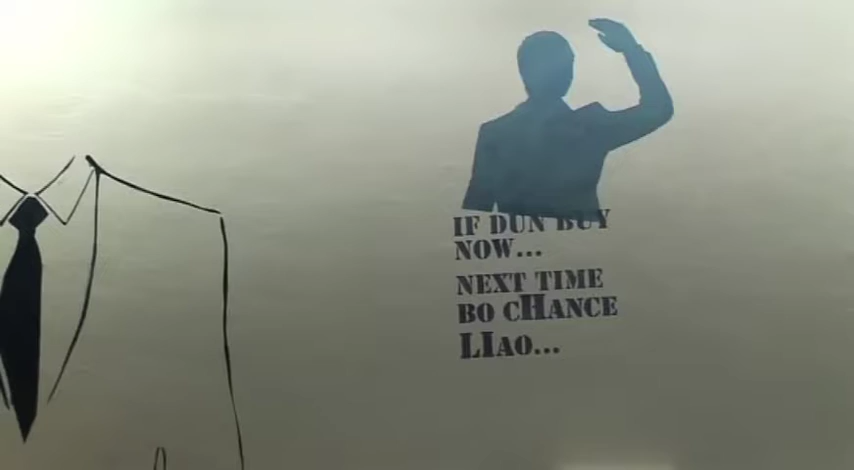 IF DUN BUY
NOW...
NEXT TIME
BO CHANCE
LIAO...